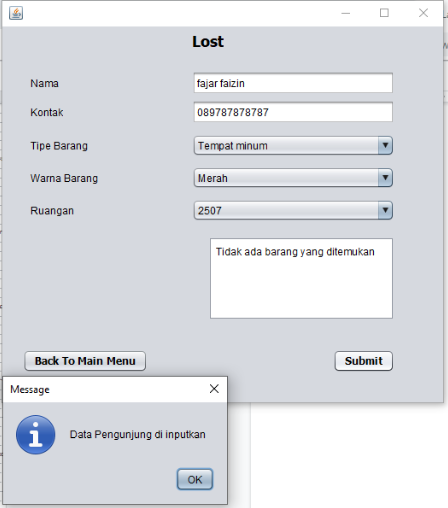 Lost
Nama
fajar faizin
Kontak
089787878787
Tipe Barang
Tempat minum
Warna Barang
Merah
Ruangan
2507
Tidak ada barang yang ditemukan
Back To Main Menu
Submit
Message
Data Pengunjung di inputkan
OK